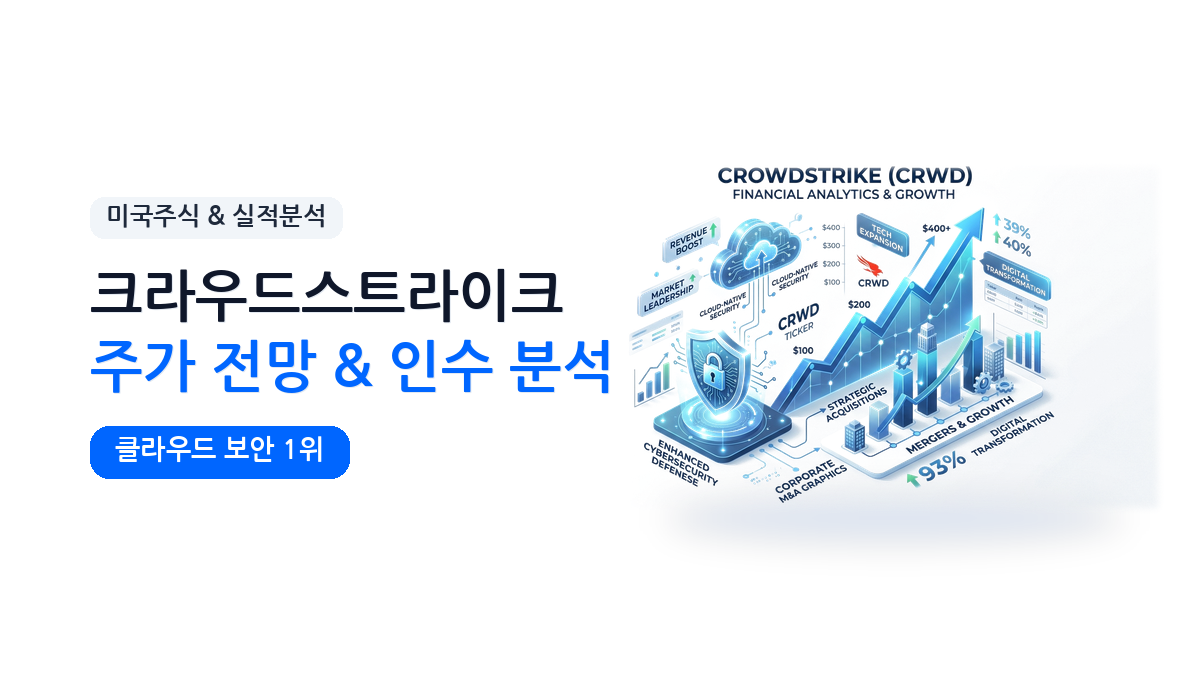 미국주식 & 실적분석
크라우드스트라이크
주가 전망 & 인수 분석
클라우드 보안 1위
CROWDSTRIKE (CRWD)
FINANCIAL ANALYTICS & GROWTH
REVENUE
BOOST
MARKET
LEADERSHIP
CLOUD-NATIVE
SECURITY
CLOUD-NATIVE
SECURITY
$400
$300
$200
$100
TECH
EXPANSION
CRWD
$400+
39%
40%
DIGITAL
TRANSFORMATION
CRWD
TICKER
$200
$100
STRATEGIC
ACQUISITIONS
MERGERS & GROWTH
DIGITAL
TRANSFORMATION
93%
ENHANCED
CYBERSECURITY
DEFENESE
CORPORATE
M&A GRAPHICS